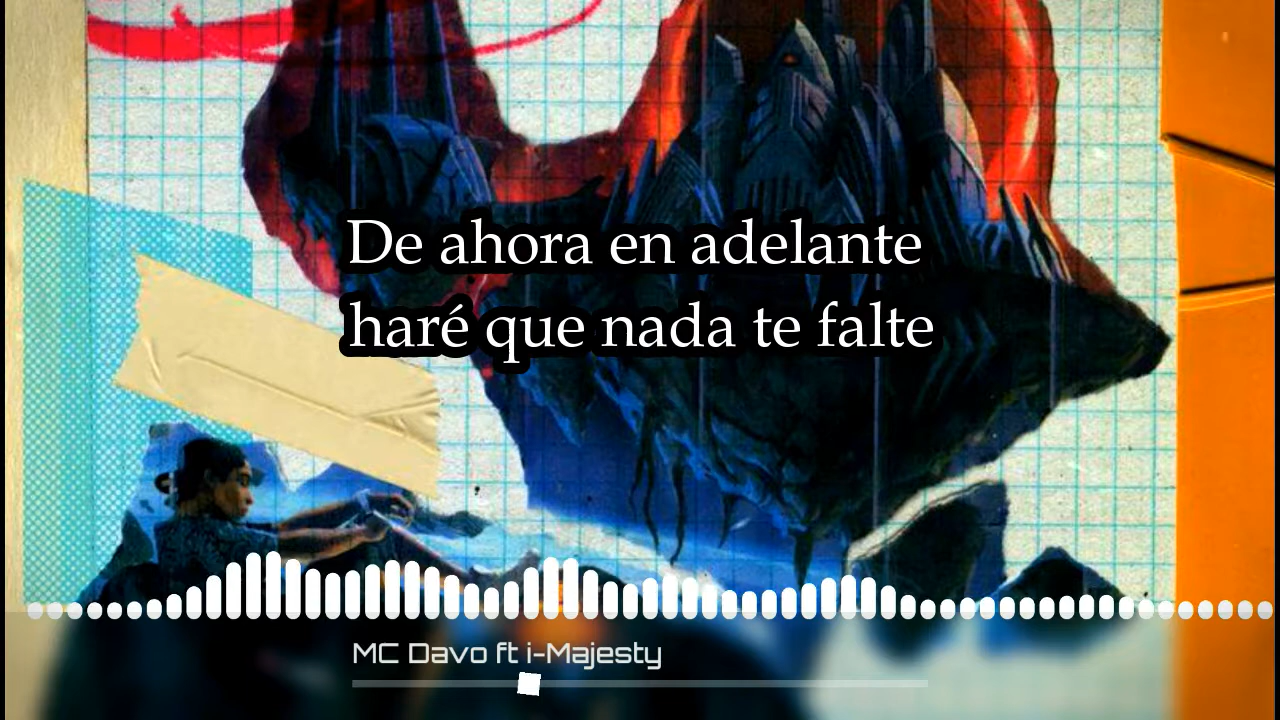 De ahora en adelante
haré que nada te falte
MC Davo ft i-Majesty